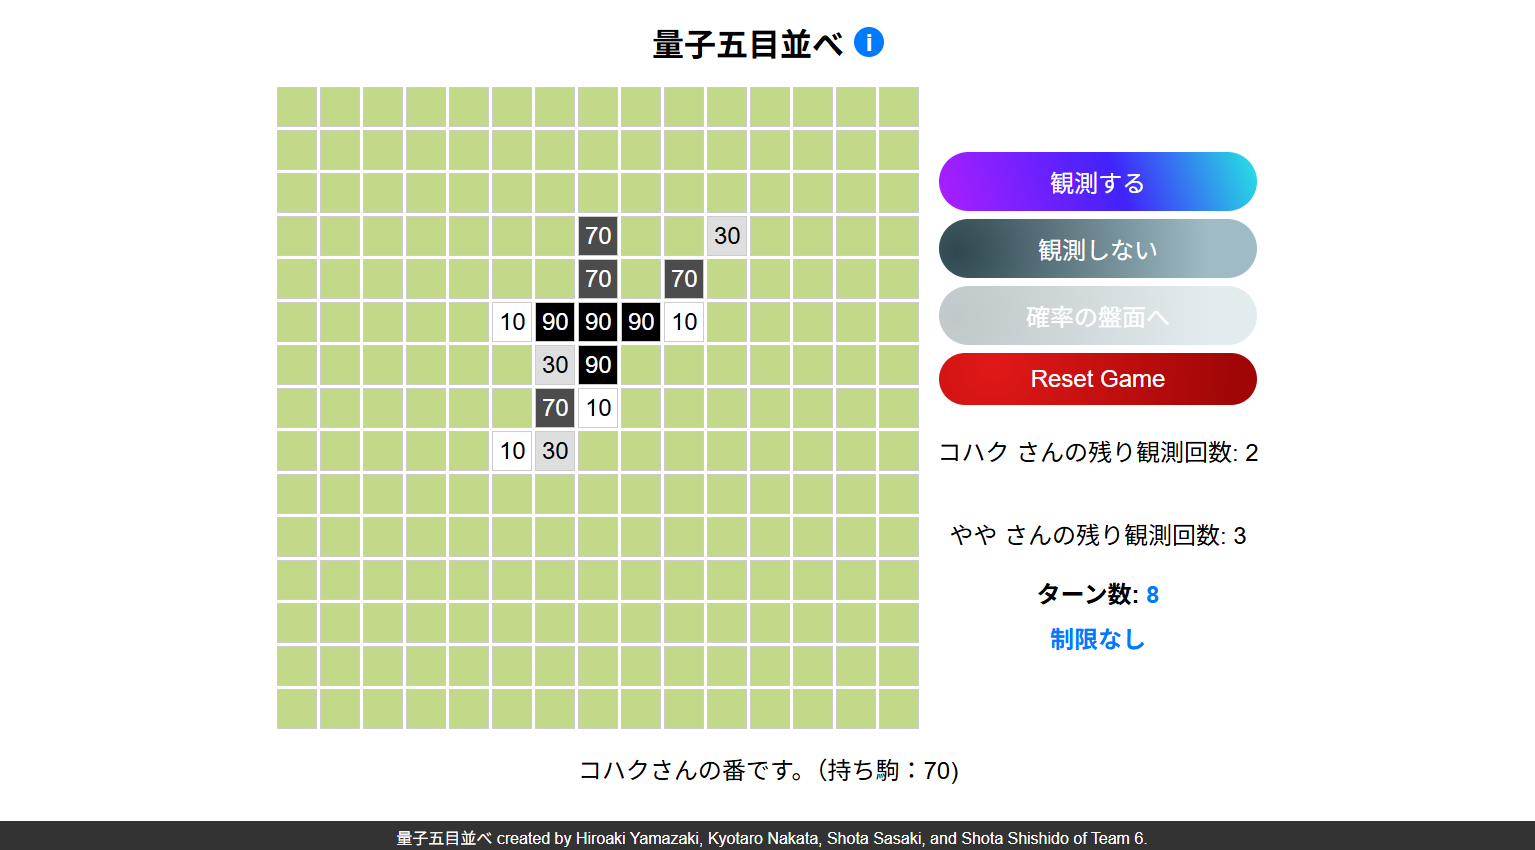 量子五目並べ i
70 30
70 70
10 90 90 90 10
30 90
70 10
10 30
観測する
観測しない
確率の盤面へ
Reset Game
コハク さんの残り観測回数: 2
やや さんの残り観測回数: 3
ターン数: 8
制限なし
コハクさんの番です。（持ち駒：70)
量子五目並べ created by Hiroaki Yamazaki, Kyotaro Nakata, Shota Sasaki, and Shota Shishido of Team 6.